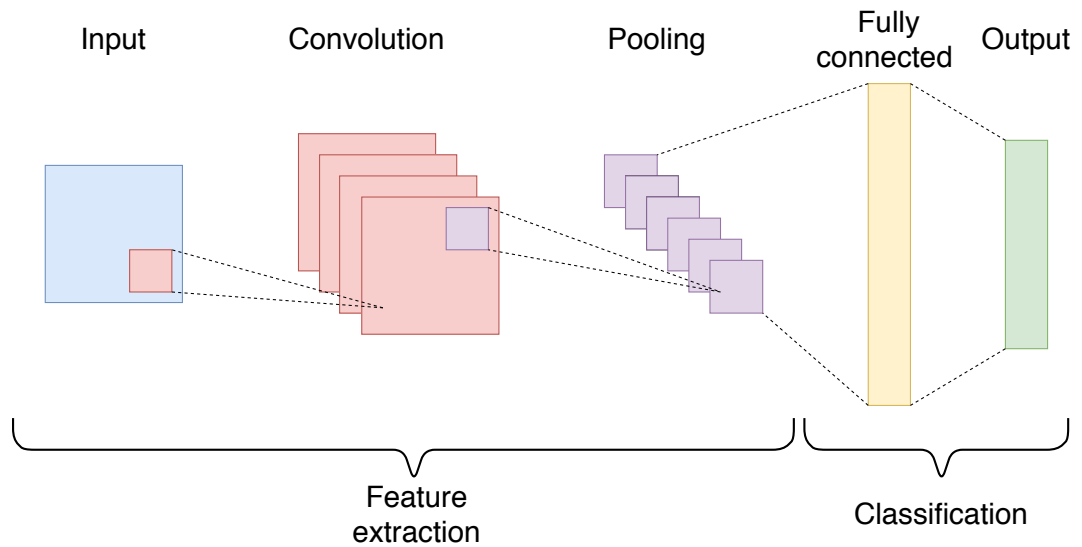 Input
Convolution
Pooling
Fully
connected
Output
Feature
extraction
Classification